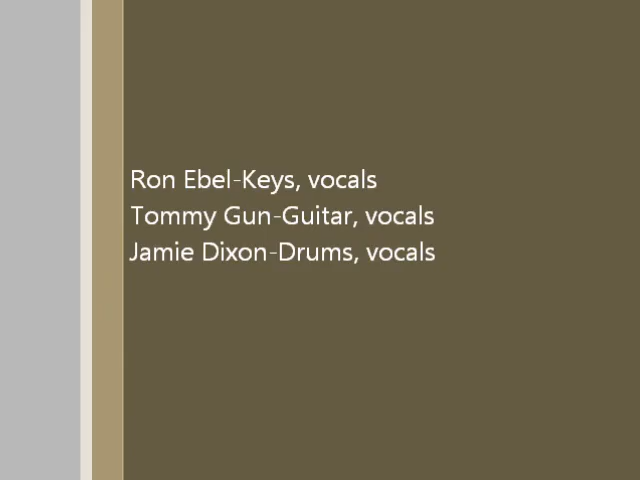 Ron Ebel-Keys, vocals
Tommy Gun-Guitar, vocals
Jamie Dixon-Drums, vocals